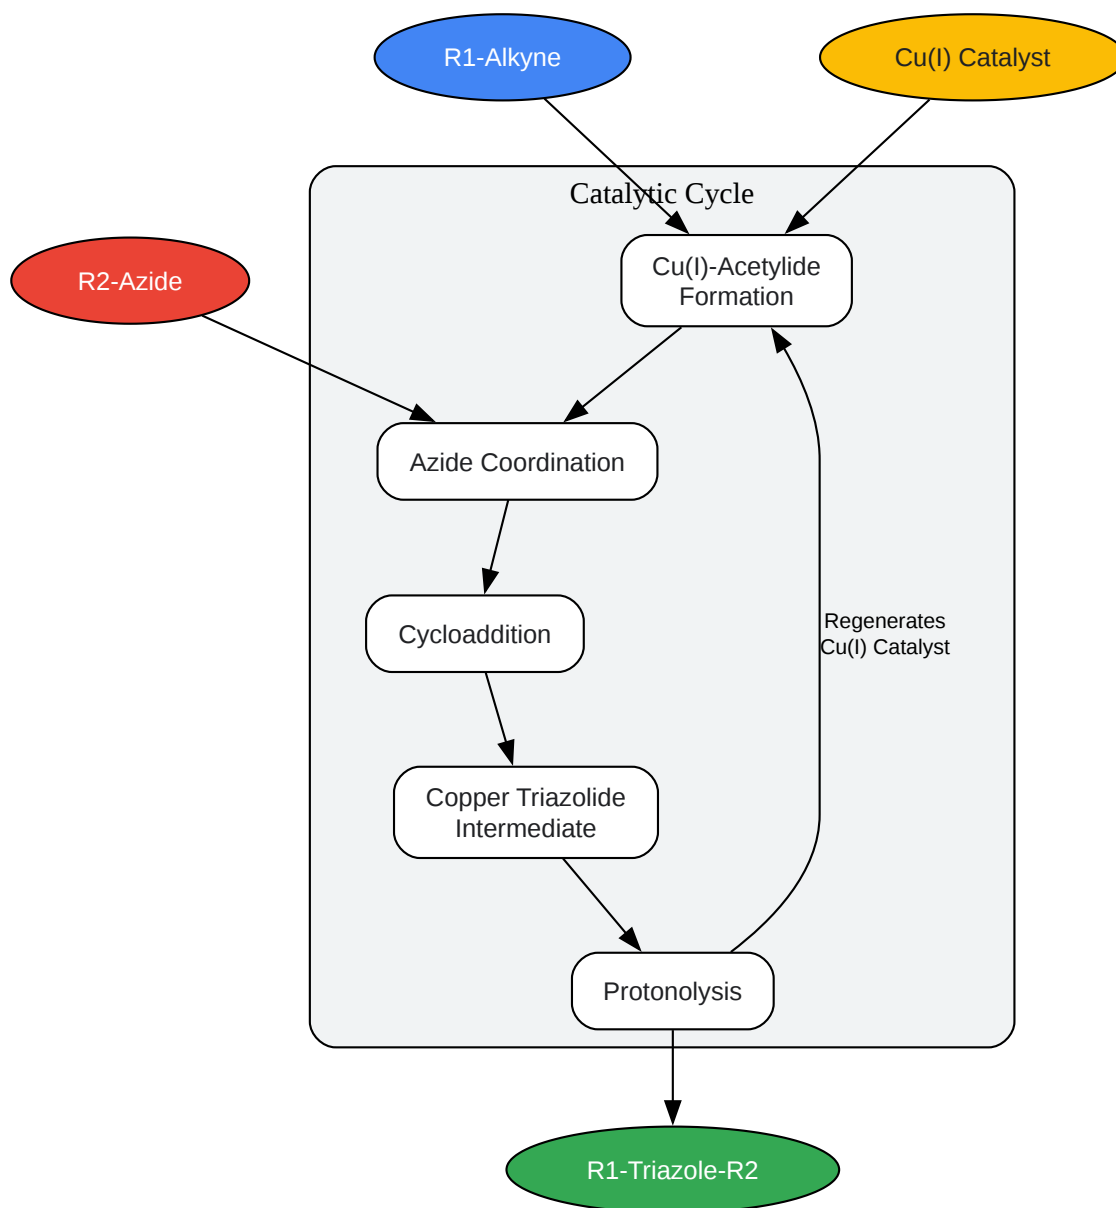 R1-Alkyne
Cu(I) Catalyst
Catalytic Cycle
Cu(I)-Acetylide
Formation
R2-Azide
Azide Coordination
Cycloaddition
Regenerates
Cu(I) Catalyst
Copper Triazolide
Intermediate
Protonolysis
R1-Triazole-R2